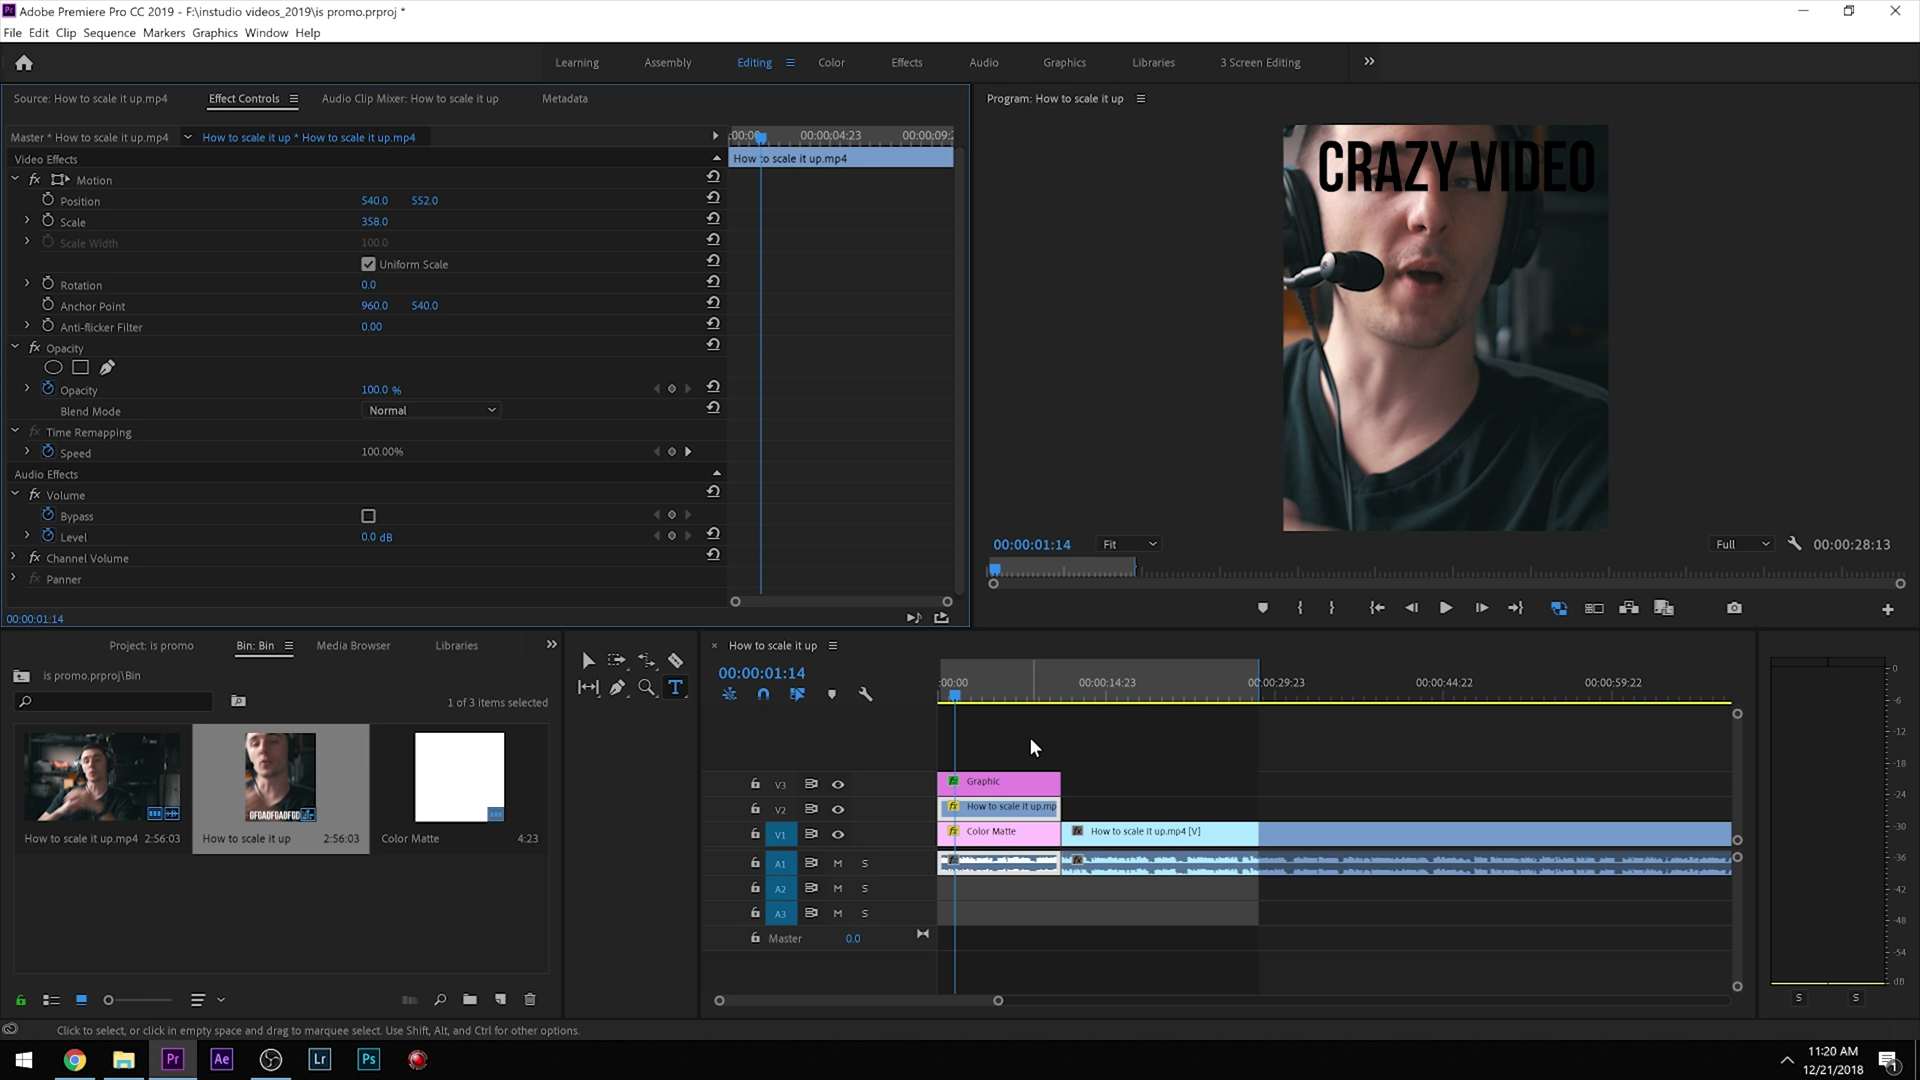 Adobe Premiere Pro CC 2019 - F:\instudio videos_2019\is promo.prproj *
File Edit Clip Sequence Markers Graphics Window Help
Learning Assembly Editing Color Effects Audio Graphics Libraries 3 Screen Editing
Source: How to scale it up.mp4 Effect Controls Audio Clip Mixer: How to scale it up Metadata
Master * How to scale it up.mp4 How to scale it up * How to scale it up.mp4
00:00 00:00:04:23 00:00:09:2
Video Effects
How to scale it up.mp4
fx Motion
Position 540.0 552.0
Scale 358.0
Scale Width 100.0
Uniform Scale
Rotation 0.0
Anchor Point 960.0 540.0
Anti-flicker Filter 0.00
fx Opacity
Opacity 100.0 %
Blend Mode Normal
fx Time Remapping
Speed 100.00%
Audio Effects
fx Volume
Bypass
Level 0.0 dB
fx Channel Volume
fx Panner
00:00:01:14
Program: How to scale it up
CRAZY VIDEO
00:00:01:14 Fit Full 00:00:28:13
Project: is promo Bin: Bin Media Browser Libraries
is promo.prproj\Bin
1 of 3 items selected
GFGADFGADFGD
How to scale it up.mp4 2:56:03
How to scale it up 2:56:03
Color Matte 4:23
How to scale it up
00:00:01:14
:00:00 00:00:14:23 00:00:29:23 00:00:44:22 00:00:59:22
V3 fx Graphic
V2 fx How to scale it up.mp
V1 fx Color Matte fx How to scale it up.mp4 [V]
A1 M S
A2 M S
A3 M S
Master 0.0
0
-6
-12
-18
-24
-30
-36
-42
-48
-54
dB
S S
Click to select, or click in empty space and drag to marquee select. Use Shift, Alt, and Ctrl for other options.
Pr Ae Lr Ps
11:20 AM
12/21/2018
1